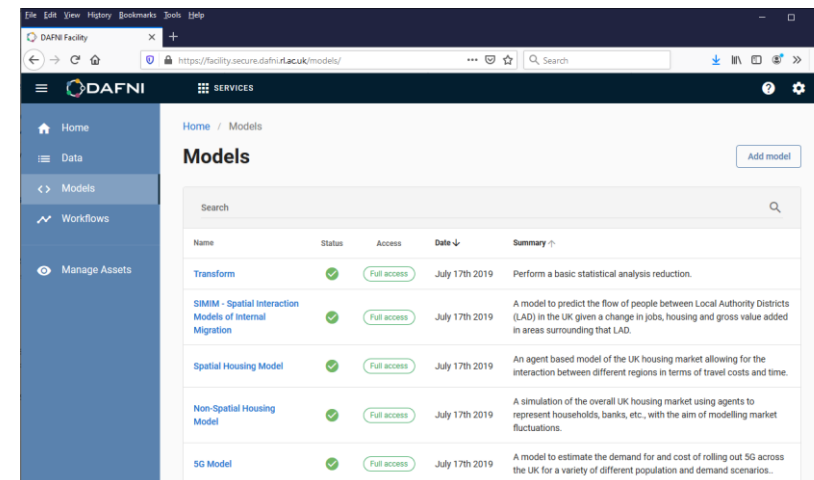 File Edit View History Bookmarks Tools Help
DAFNI Facility
https://facility.secure.dafni.rl.ac.uk/models/
Search
DAFNI
SERVICES
Home
Data
Models
Workflows
Manage Assets
Home / Models
Models
Add model
Search
Name Status Access Date Summary
Transform Full access July 17th 2019 Perform a basic statistical analysis reduction.
SIMIM - Spatial Interaction
Models of Internal
Migration
Full access July 17th 2019
A model to predict the flow of people between Local Authority Districts
(LAD) in the UK given a change in jobs, housing and gross value added
in areas surrounding that LAD.
Spatial Housing Model Full access July 17th 2019
An agent based model of the UK housing market allowing for the
interaction between different regions in terms of travel costs and time.
Non-Spatial Housing
Model
Full access July 17th 2019
A simulation of the overall UK housing market using agents to
represent households, banks, etc., with the aim of modelling market
fluctuations.
5G Model Full access July 17th 2019
A model to estimate the demand for and cost of rolling out 5G across
the UK for a variety of different population and demand scenarios..